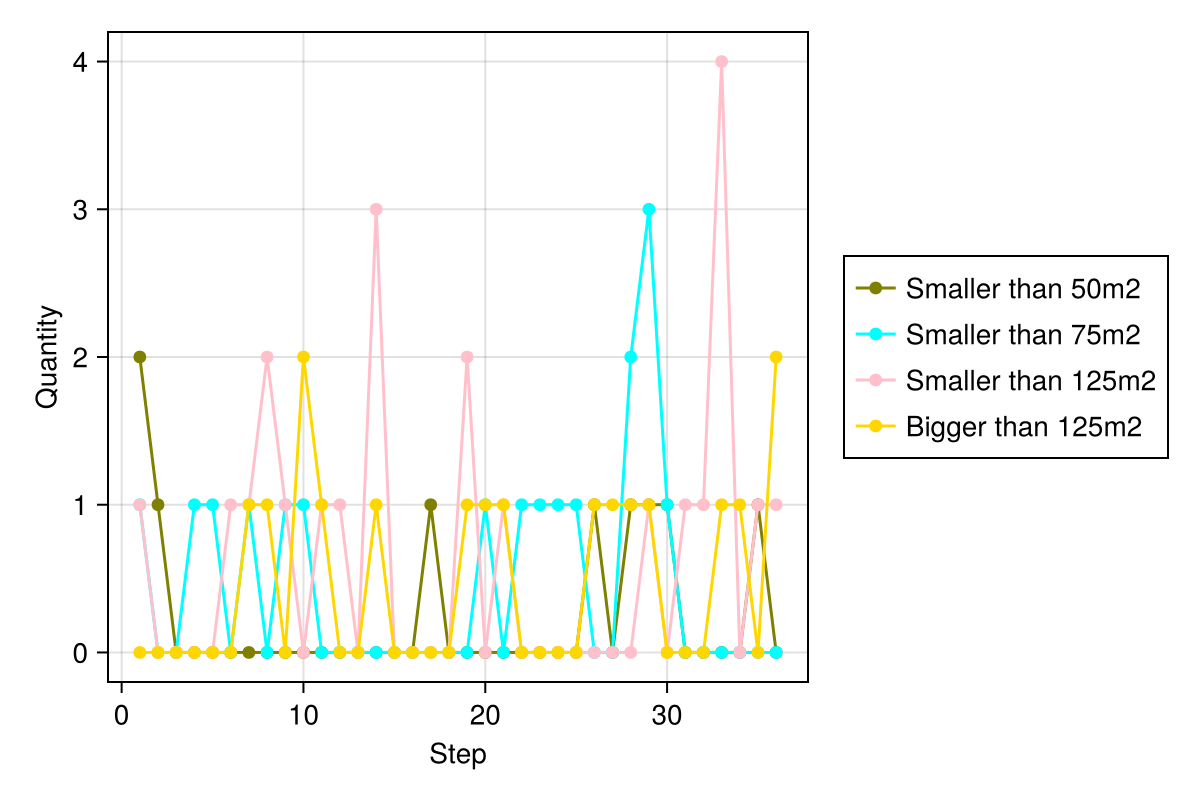 4
3
2
1
0
Quantity
0 10 20 30
Step
Smaller than 50m2
Smaller than 75m2
Smaller than 125m2
Bigger than 125m2